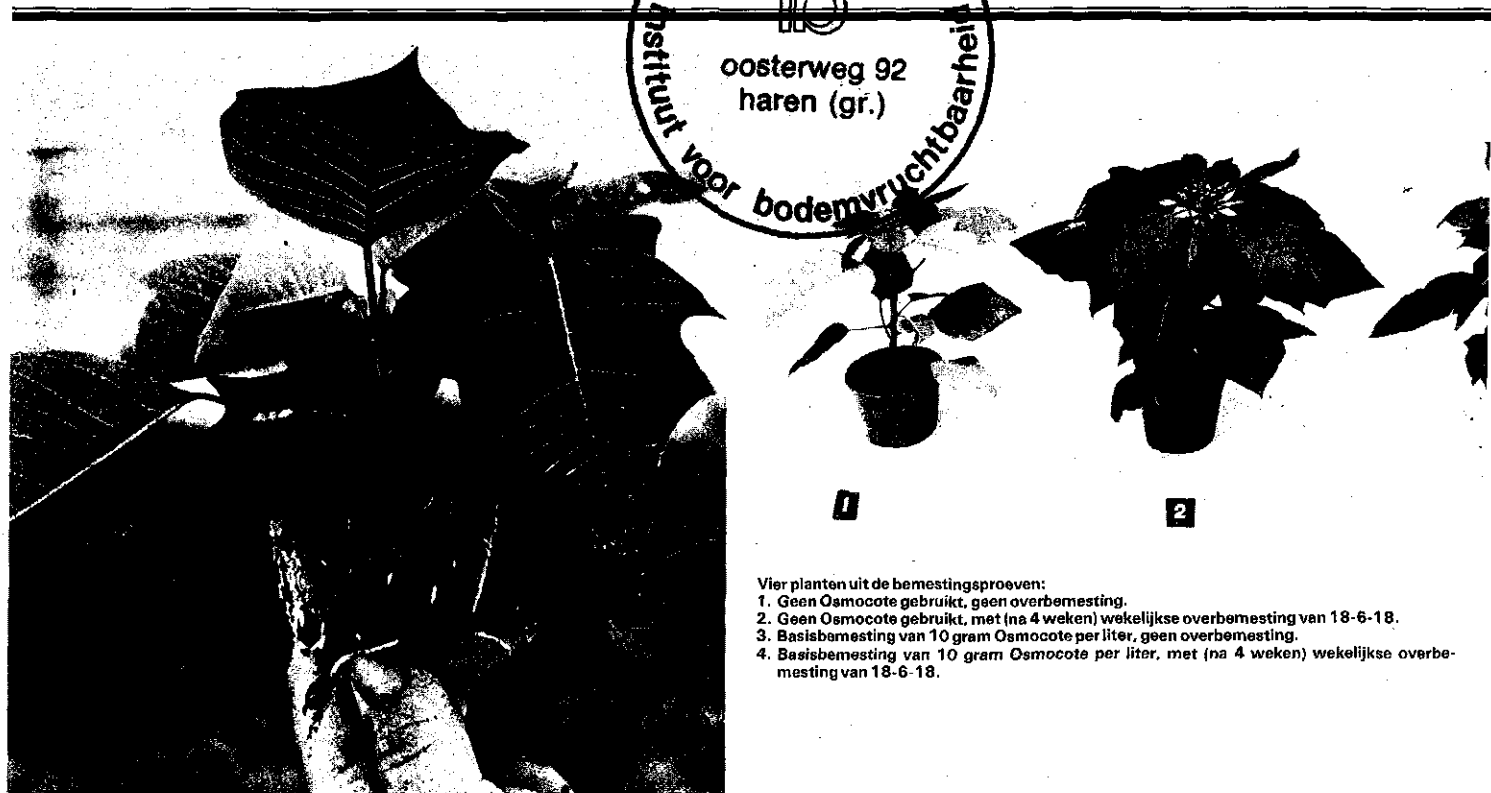 oosterweg 92
haren (gr.)
instituut voor bodemvruchtbaarheid
1
2
Vier planten uit de bemestingsproeven:
1. Geen Osmocote gebruikt, geen overbemesting.
2. Geen Osmocote gebruikt, met (na 4 weken) wekelijkse overbemesting van 18-6-18.
3. Basisbemesting van 10 gram Osmocote per liter, geen overbemesting.
4. Basisbemesting van 10 gram Osmocote per liter, met (na 4 weken) wekelijkse overbe-
mesting van 18-6-18.